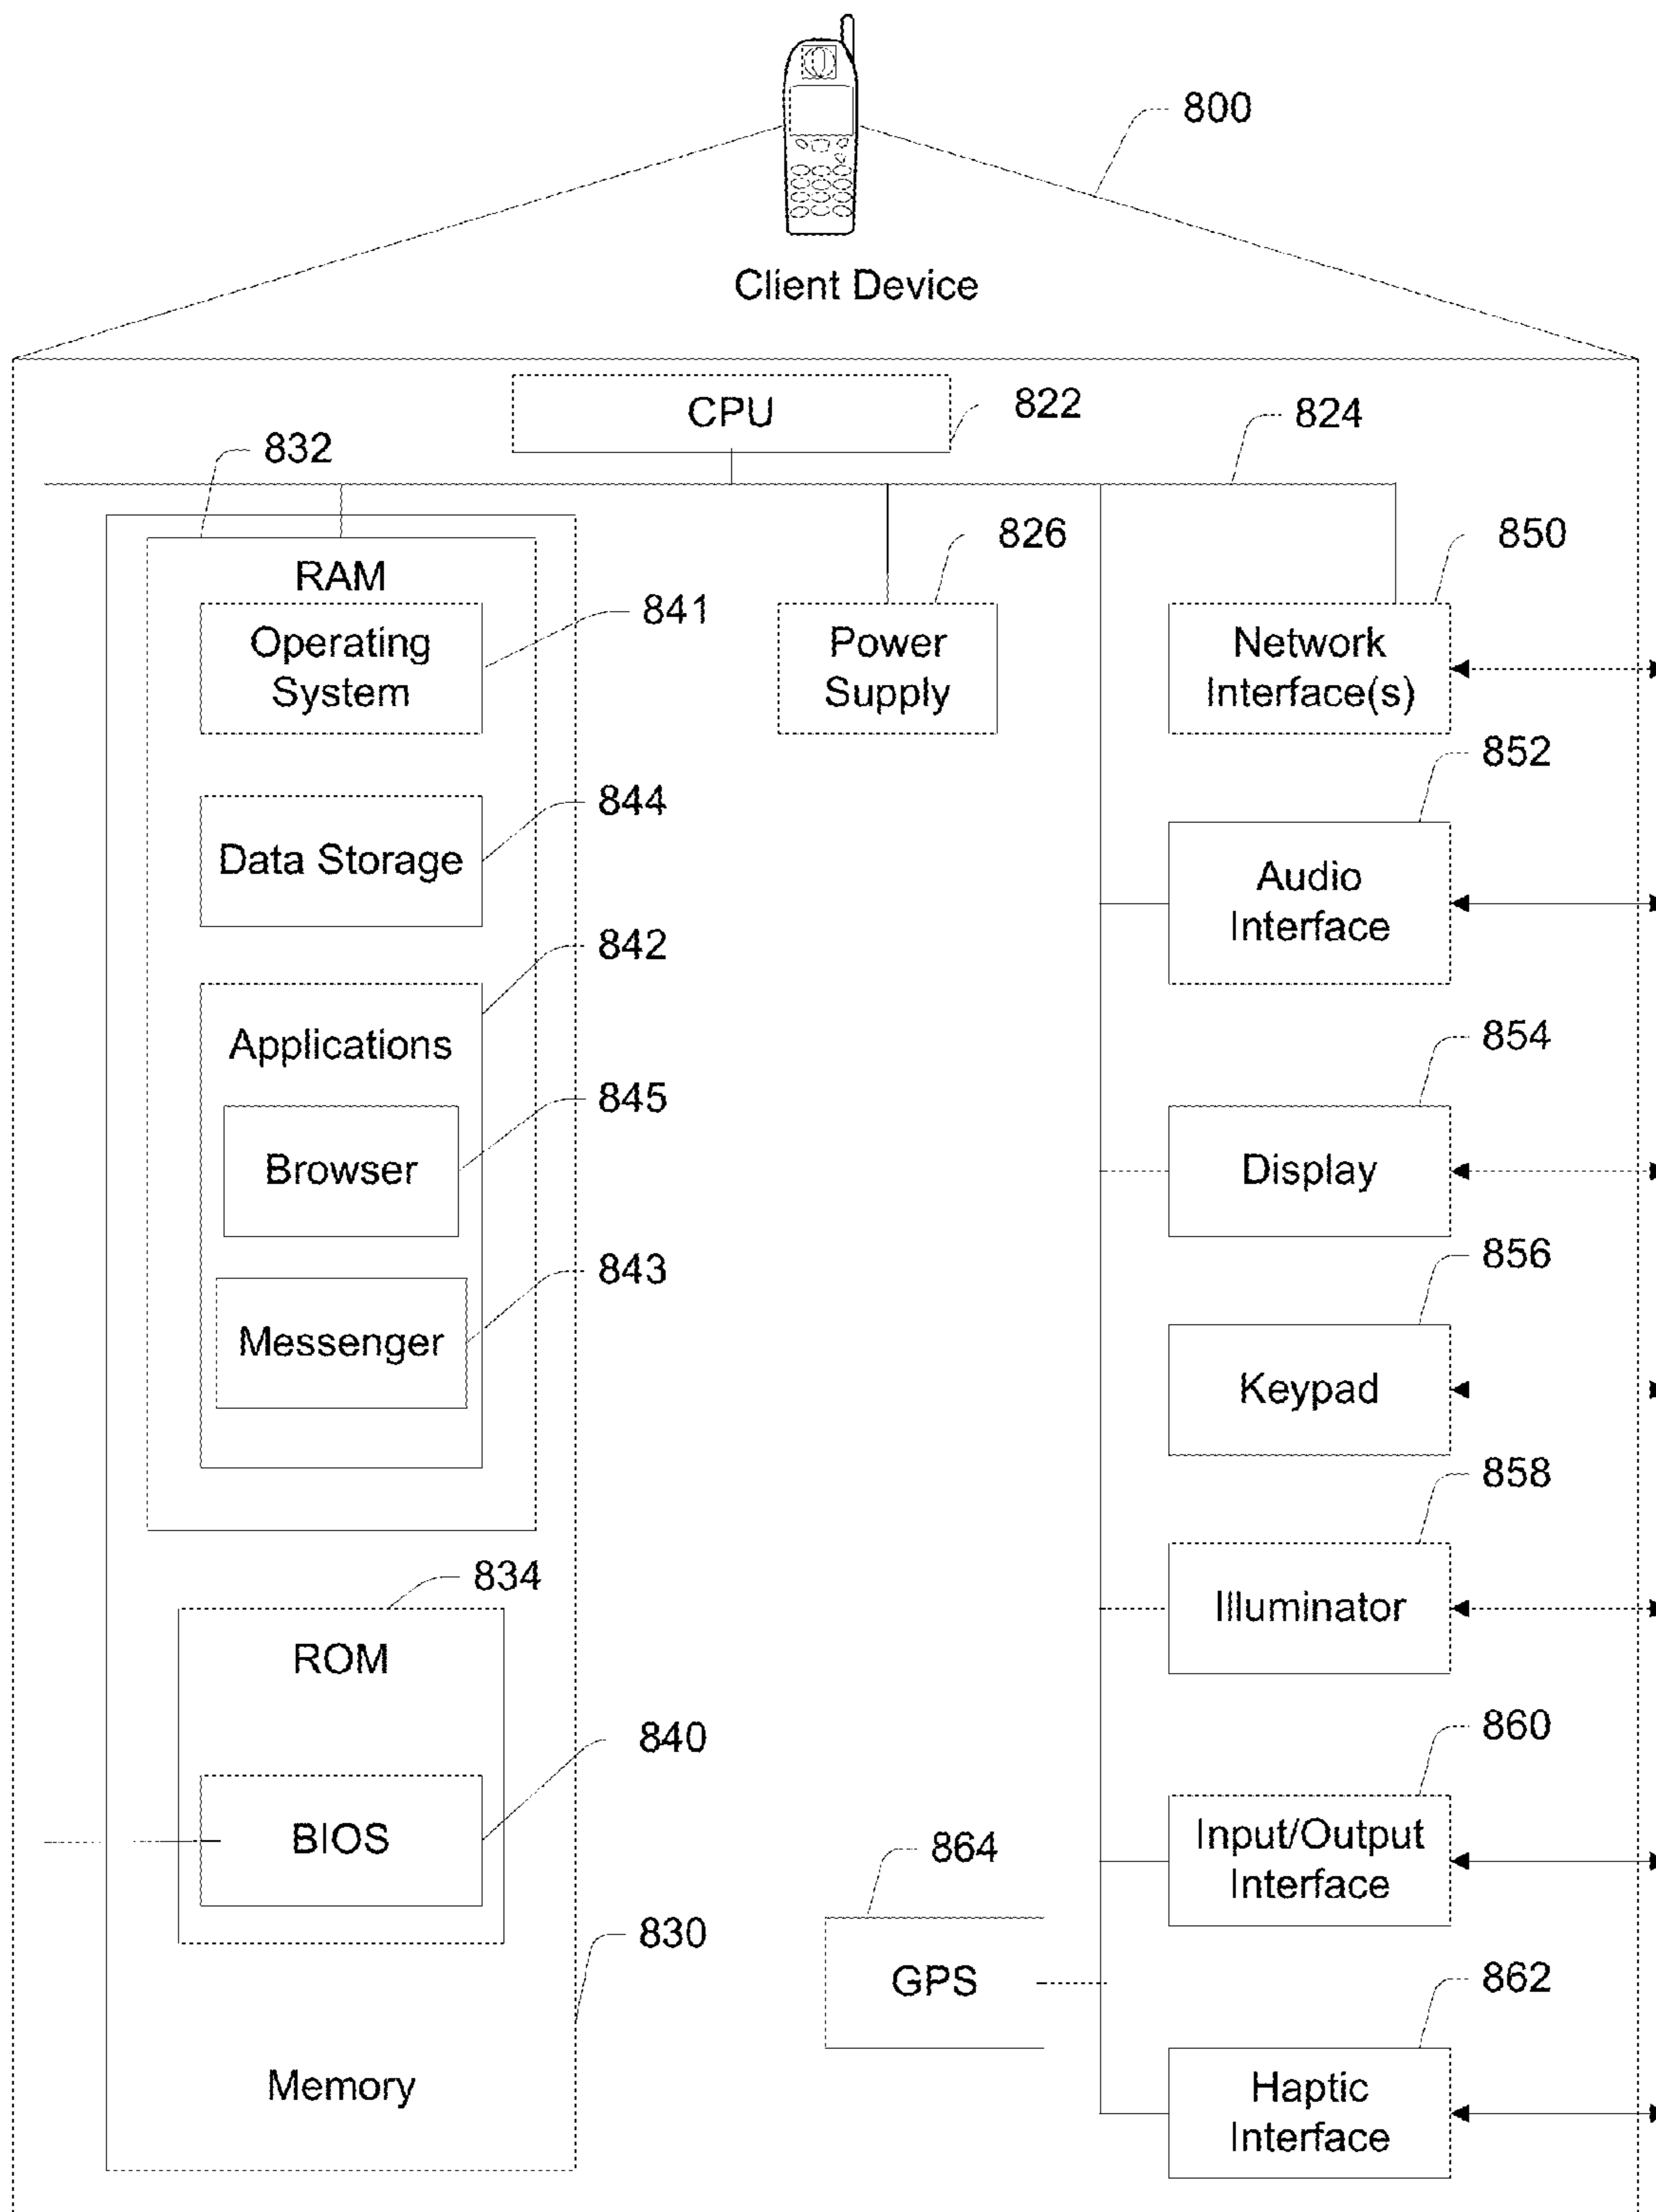 800
Client Device
CPU
822
824
832
826
850
RAM
841
Operating
System
Power
Supply
Network
Interface(s)
852
844
Data Storage
Audio
Interface
842
Applications
854
845
Browser
Display
856
843
Messenger
Keypad
858
834
Illuminator
ROM
840
860
BIOS
Input/Output
Interface
864
830
GPS
862
Memory
Haptic
Interface